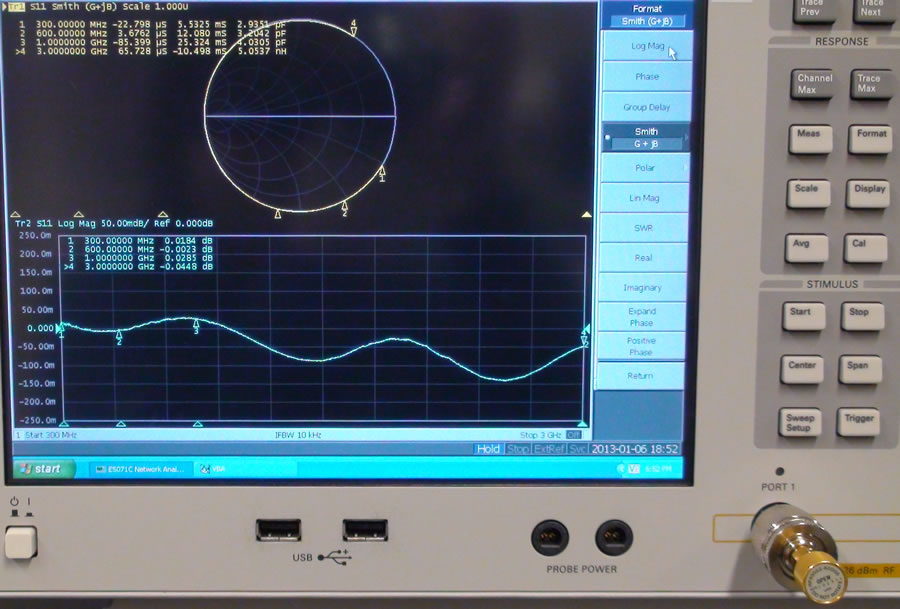 Tr1 S11 Smith (G+jB) Scale 1.000U
1 300.00000 MHz -22.798 µS 5.5325 mS 2.9351 pF
2 600.00000 MHz 3.6762 µS 12.080 mS 3.2042 pF
3 1.0000000 GHz -85.399 µS 25.324 mS 4.0305 pF
>4 3.0000000 GHz 65.728 µS -10.498 mS 5.0537 nH
4
1
2
Tr2 S11 Log Mag 50.00mdB/ Ref 0.000dB
250.0m
200.0m
150.0m
100.0m
50.00m
0.000
-50.00m
-100.0m
-150.0m
-200.0m
-250.0m
1 300.00000 MHz 0.0184 dB
2 600.00000 MHz -0.0023 dB
3 1.0000000 GHz 0.0285 dB
>4 3.0000000 GHz -0.0448 dB
1
2
3
1 Start 300 MHz
IFBW 10 kHz
Stop 3 GHz Off
Hold Stop ExtRef Svc 2013-01-06 18:52
start
E5071C Network Anal...
VBA
6:52 PM
Format
Smith (G+jB)
Log Mag
Phase
Group Delay
Smith
G + jB
Polar
Lin Mag
SWR
Real
Imaginary
Expand
Phase
Positive
Phase
Return
Trace
Prev
Trace
Next
RESPONSE
Channel
Max
Trace
Max
Meas
Format
Scale
Display
Avg
Cal
STIMULUS
Start
Stop
Center
Span
Sweep
Setup
Trigger
PORT 1
USB
PROBE POWER
OPEN
26 dBm RF